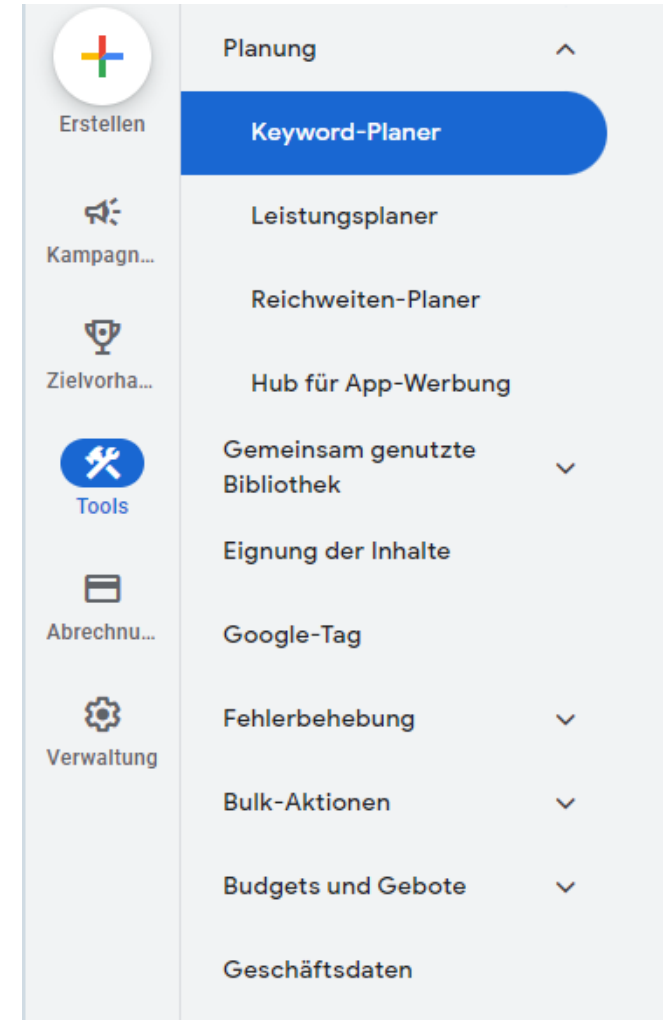 Erstellen
Kampagn...
Zielvorha...
Tools
Abrechnu...
Verwaltung
Planung
Keyword-Planer
Leistungsplaner
Reichweiten-Planer
Hub für App-Werbung
Gemeinsam genutzte
Bibliothek
Eignung der Inhalte
Google-Tag
Fehlerbehebung
Bulk-Aktionen
Budgets und Gebote
Geschäftsdaten